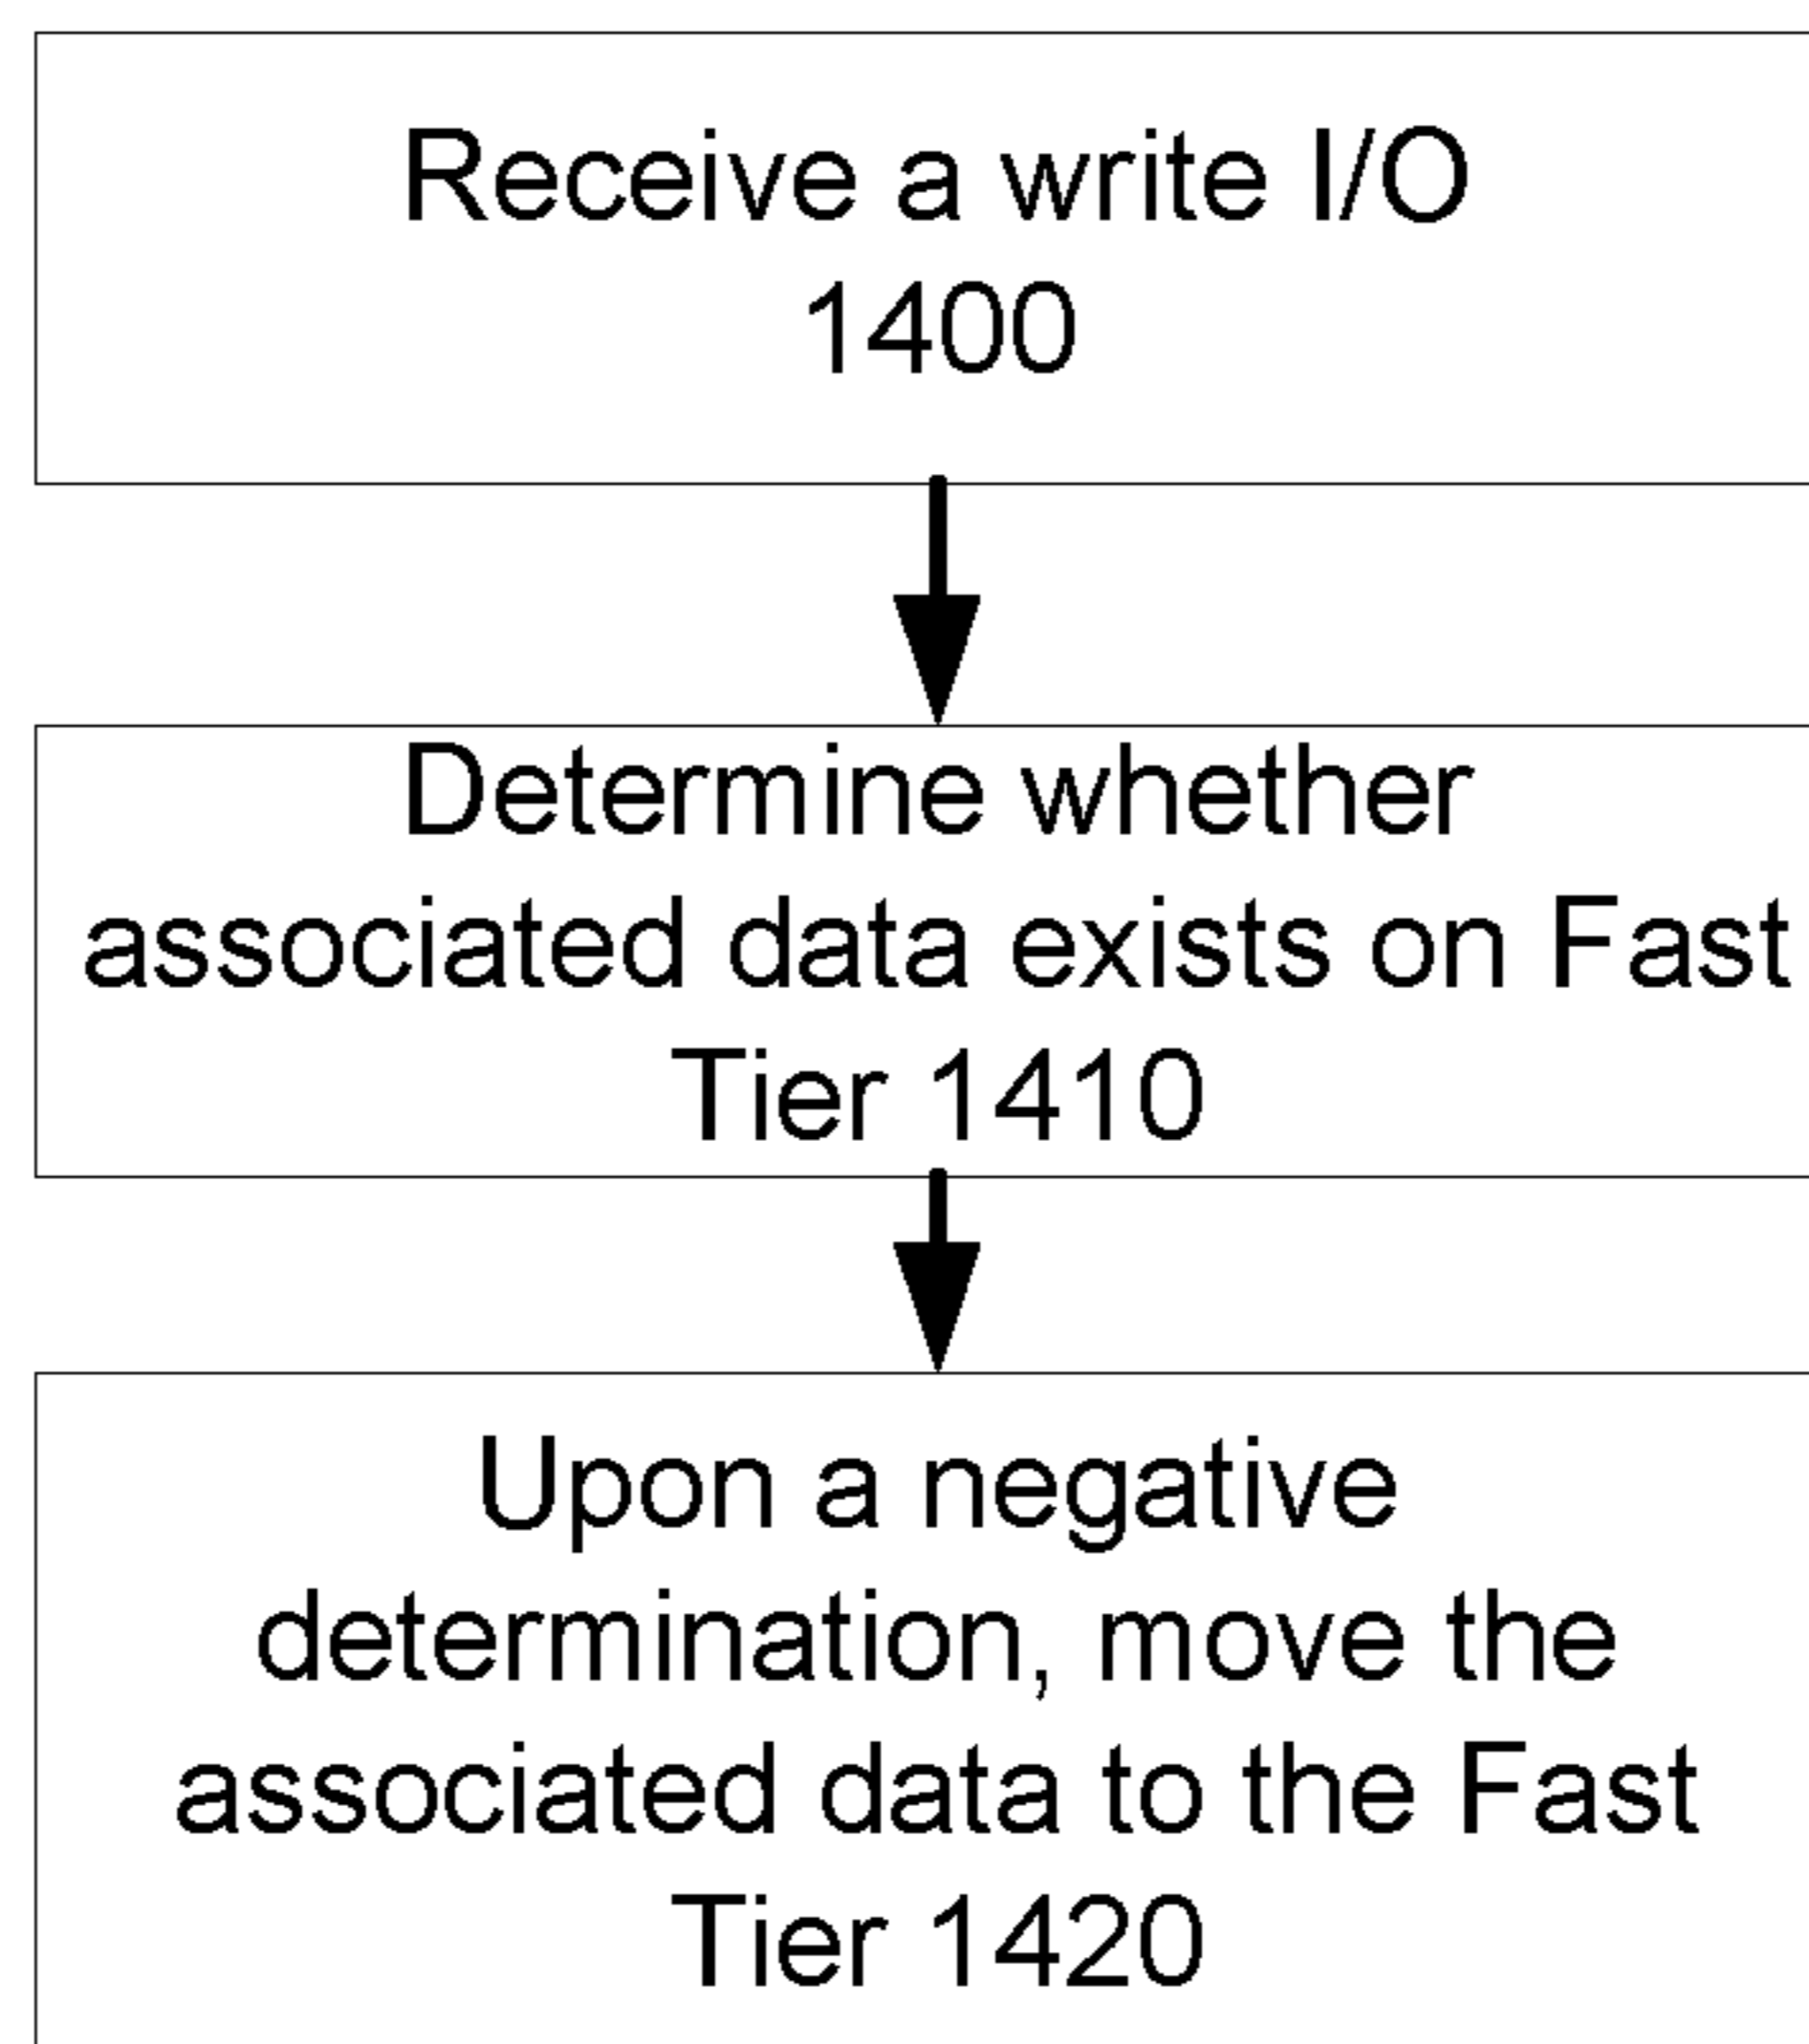 Receive a write I/O
1400
Determine whether
associated data exists on Fast
Tier 1410
Upon a negative
determination, move the
associated data to the Fast
Tier 1420